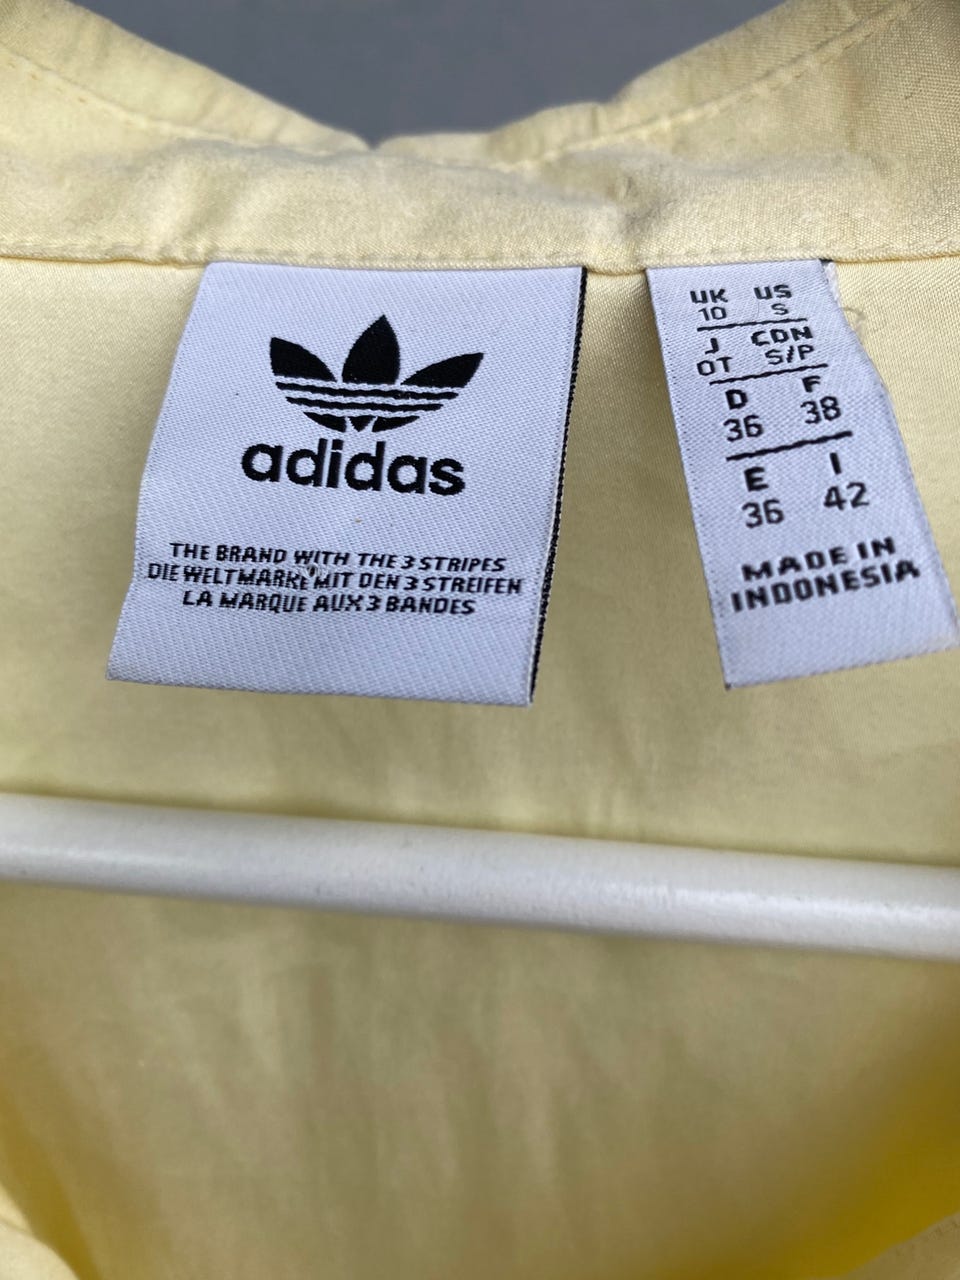 adidas
THE BRAND WITH THE 3 STRIPES
DIE WELTMARKE MIT DEN 3 STREIFEN
LA MARQUE AUX 3 BANDES
UK US
10 S
J CDN
OT S/P
D F
36 38
E I
36 42
MADE IN
INDONESIA